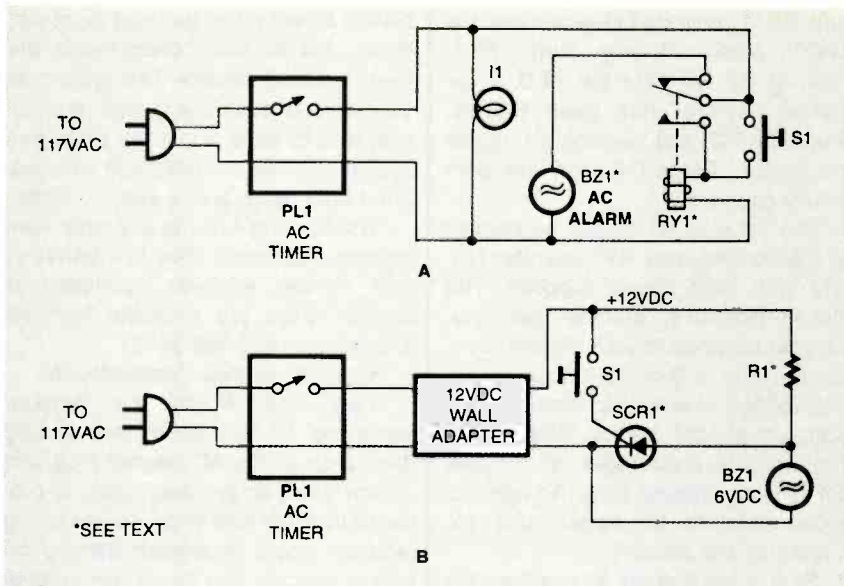 TO
117VAC
PL1
AC
TIMER
I1
BZ1*
AC
ALARM
RY1*
S1
A
TO
117VAC
PL1
AC
TIMER
12VDC
WALL
ADAPTER
+12VDC
S1
SCR1*
R1*
BZ1
6VDC
*SEE TEXT
B